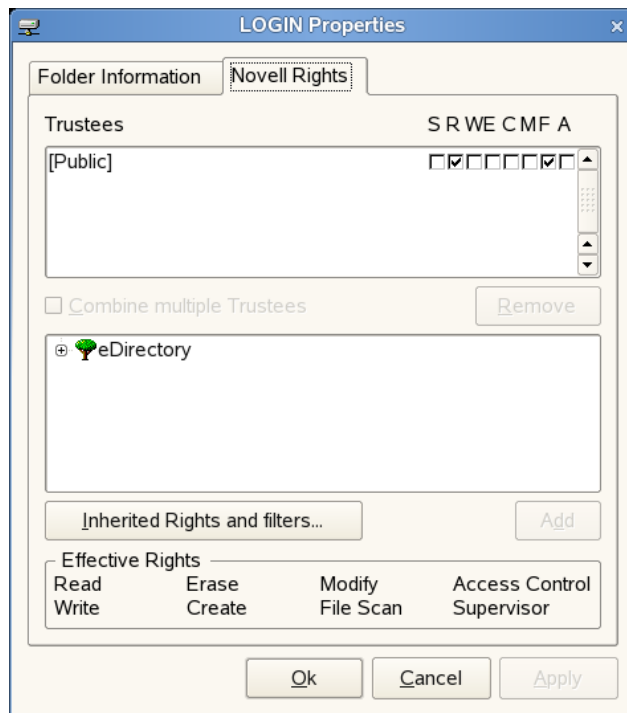 LOGIN Properties
Folder Information Novell Rights
Trustees S R W E C M F A
[Public]
Combine multiple Trustees Remove
eDirectory
Inherited Rights and filters... Add
Effective Rights
Read Erase Modify Access Control
Write Create File Scan Supervisor
Ok Cancel Apply